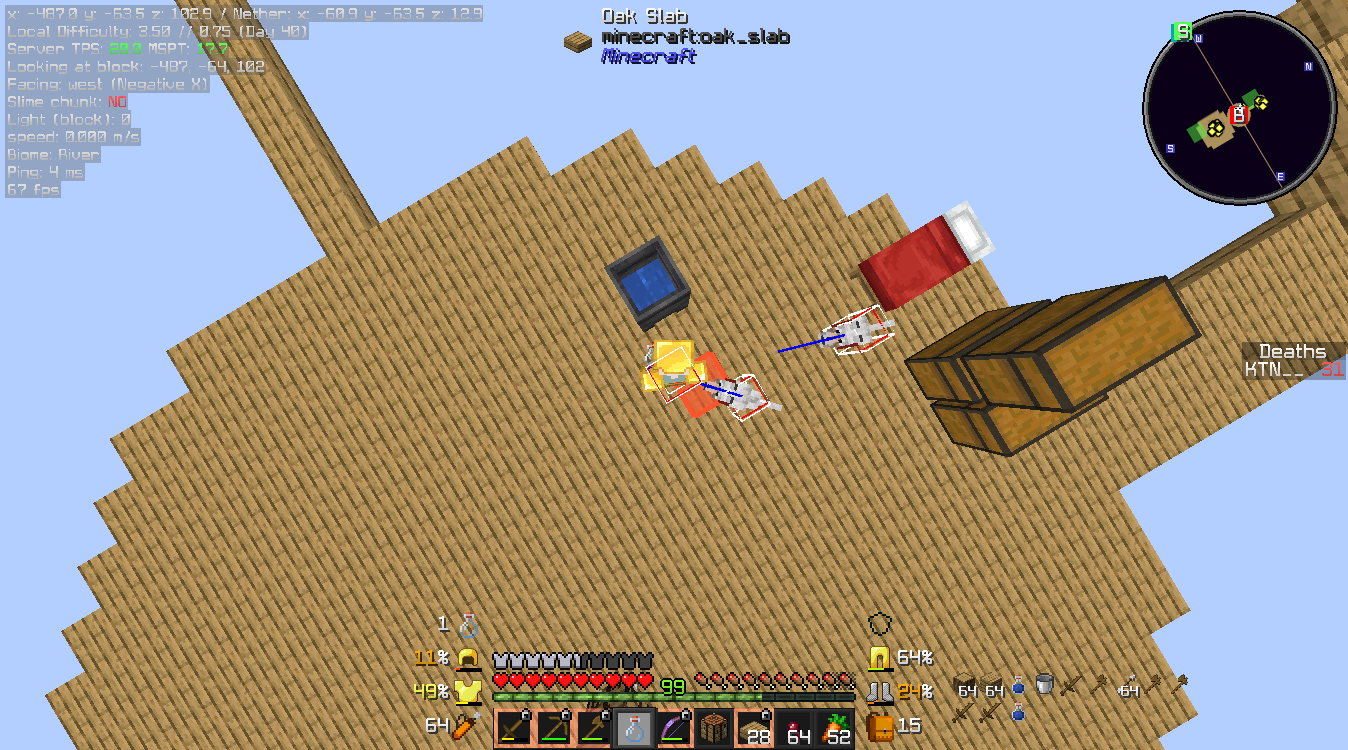 x: -487.0 y: -63.5 z: 102.9 / Nether: x: -60.9 y: -63.5 z: 12.9
Local Difficulty: 3.50 // 0.75 (Day 40)
Server TPS: 20.0 MSPT: 17.7
Looking at block: -487, -64, 102
Facing: west (Negative X)
Slime chunk: NO
Light (block): 0
speed: 0.000 m/s
Biome: River
Ping: 4 ms
67 fps
Oak Slab
minecraft:oak_slab
Minecraft
S
W
N
B
S
E
Deaths
KTN__ 31
1
11%
49%
64
99
64%
24%
15
64 64 64
28 64 52